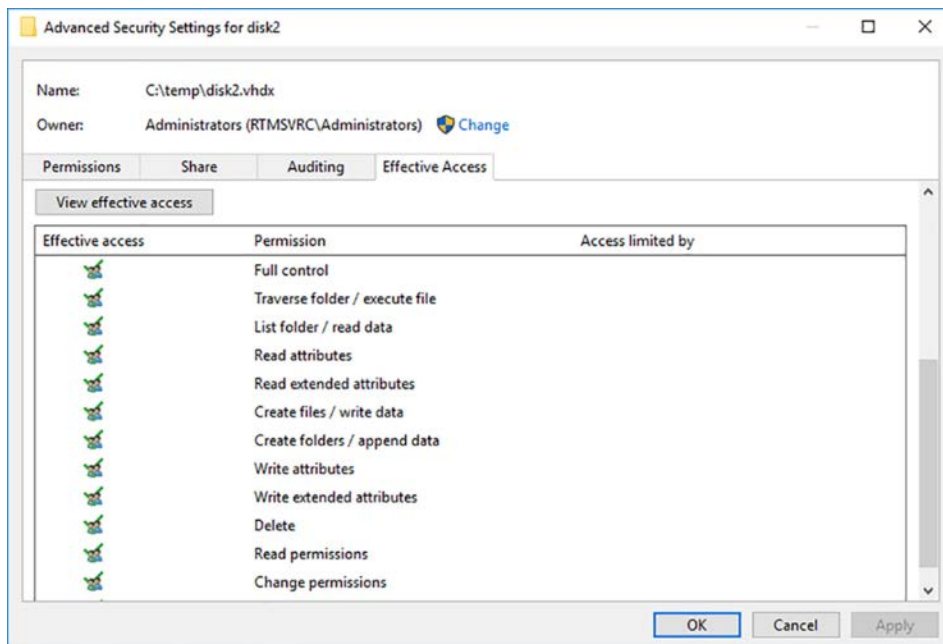 Advanced Security Settings for disk2
Name: C:\temp\disk2.vhdx
Owner: Administrators (RTMSVRC\Administrators) Change
Permissions Share Auditing Effective Access
View effective access
Effective access Permission Access limited by
Full control
Traverse folder / execute file
List folder / read data
Read attributes
Read extended attributes
Create files / write data
Create folders / append data
Write attributes
Write extended attributes
Delete
Read permissions
Change permissions
OK Cancel Apply